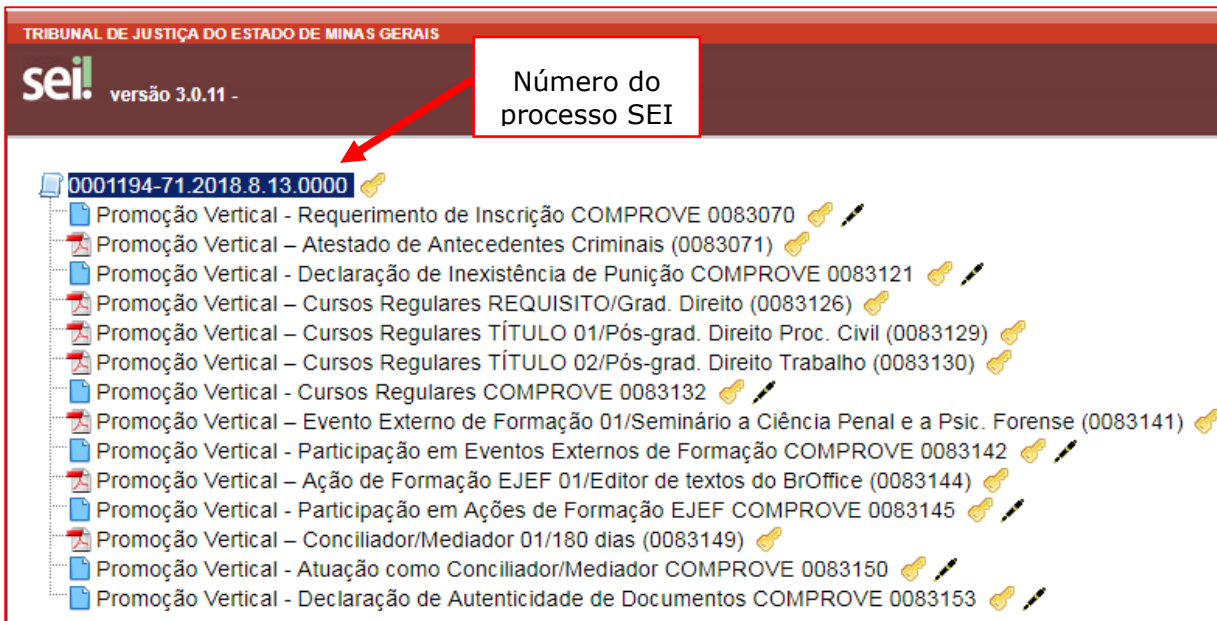 TRIBUNAL DE JUSTIÇA DO ESTADO DE MINAS GERAIS
sei! versão 3.0.11 -
Número do
processo SEI
0001194-71.2018.8.13.0000
Promoção Vertical - Requerimento de Inscrição COMPROVE 0083070
Promoção Vertical – Atestado de Antecedentes Criminais (0083071)
Promoção Vertical - Declaração de Inexistência de Punição COMPROVE 0083121
Promoção Vertical – Cursos Regulares REQUISITO/Grad. Direito (0083126)
Promoção Vertical – Cursos Regulares TÍTULO 01/Pós-grad. Direito Proc. Civil (0083129)
Promoção Vertical – Cursos Regulares TÍTULO 02/Pós-grad. Direito Trabalho (0083130)
Promoção Vertical - Cursos Regulares COMPROVE 0083132
Promoção Vertical – Evento Externo de Formação 01/Seminário a Ciência Penal e a Psic. Forense (0083141)
Promoção Vertical - Participação em Eventos Externos de Formação COMPROVE 0083142
Promoção Vertical – Ação de Formação EJEF 01/Editor de textos do BrOffice (0083144)
Promoção Vertical - Participação em Ações de Formação EJEF COMPROVE 0083145
Promoção Vertical – Conciliador/Mediador 01/180 dias (0083149)
Promoção Vertical - Atuação como Conciliador/Mediador COMPROVE 0083150
Promoção Vertical - Declaração de Autenticidade de Documentos COMPROVE 0083153